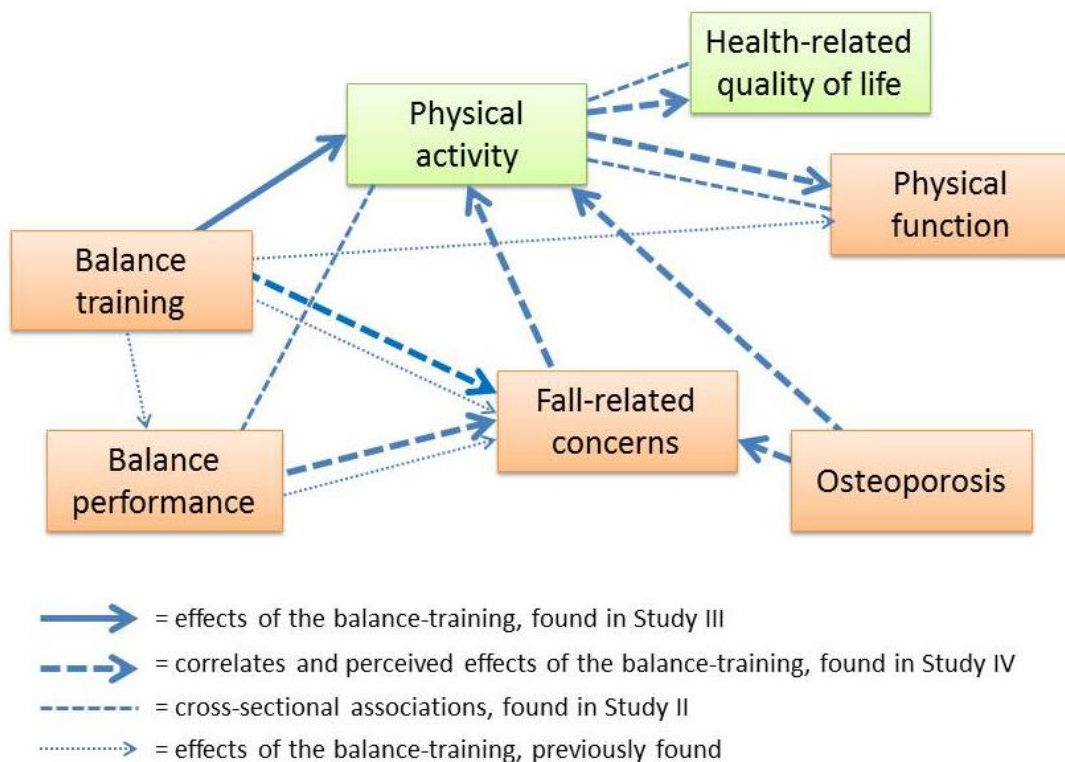 Health-related
quality of life
Physical
activity
Physical
function
Balance
training
Fall-related
concerns
Balance
performance
Osteoporosis
= effects of the balance-training, found in Study III
= correlates and perceived effects of the balance-training, found in Study IV
= cross-sectional associations, found in Study II
= effects of the balance-training, previously found